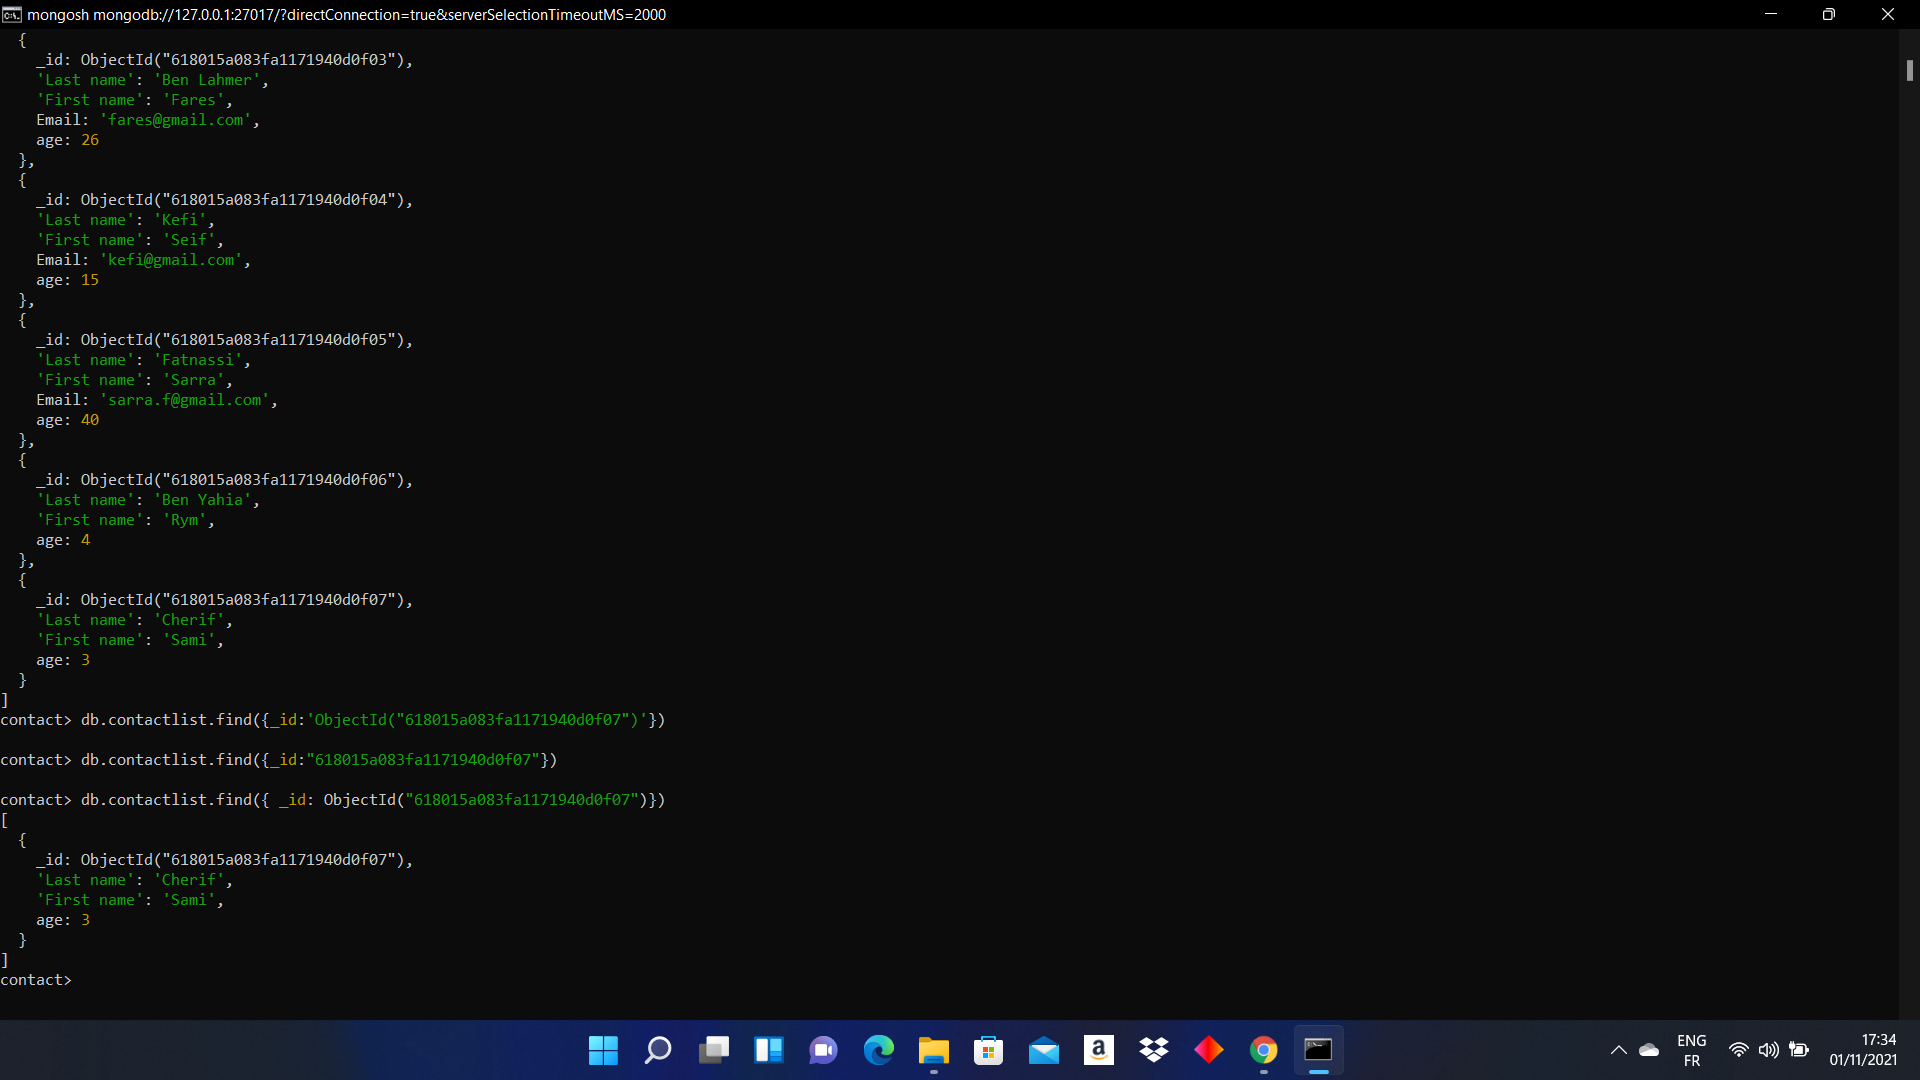 mongosh mongodb://127.0.0.1:27017/?directConnection=true&serverSelectionTimeoutMS=2000
  {
    _id: ObjectId("618015a083fa1171940d0f03"),
    'Last name': 'Ben Lahmer',
    'First name': 'Fares',
    Email: 'fares@gmail.com',
    age: 26
  },
  {
    _id: ObjectId("618015a083fa1171940d0f04"),
    'Last name': 'Kefi',
    'First name': 'Seif',
    Email: 'kefi@gmail.com',
    age: 15
  },
  {
    _id: ObjectId("618015a083fa1171940d0f05"),
    'Last name': 'Fatnassi',
    'First name': 'Sarra',
    Email: 'sarra.f@gmail.com',
    age: 40
  },
  {
    _id: ObjectId("618015a083fa1171940d0f06"),
    'Last name': 'Ben Yahia',
    'First name': 'Rym',
    age: 4
  },
  {
    _id: ObjectId("618015a083fa1171940d0f07"),
    'Last name': 'Cherif',
    'First name': 'Sami',
    age: 3
  }
]
contact> db.contactlist.find({_id:'ObjectId("618015a083fa1171940d0f07")'})
contact> db.contactlist.find({_id:"618015a083fa1171940d0f07"})
contact> db.contactlist.find({ _id: ObjectId("618015a083fa1171940d0f07")})
[
  {
    _id: ObjectId("618015a083fa1171940d0f07"),
    'Last name': 'Cherif',
    'First name': 'Sami',
    age: 3
  }
]
contact>
a
ENG
FR
17:34
01/11/2021